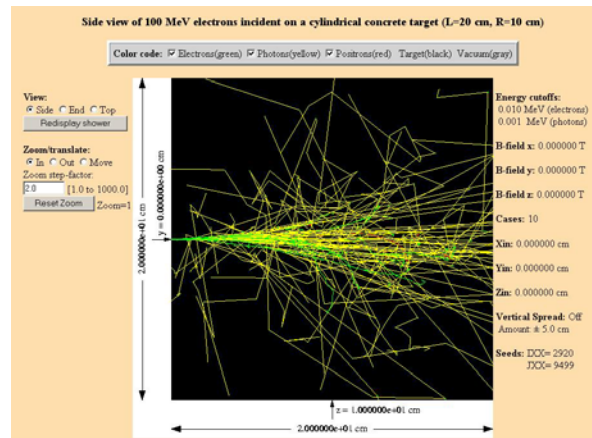 Side view of 100 MeV electrons incident on a cylindrical concrete target (L=20 cm, R=10 cm)
Color code: Electrons(green) Photons(yellow) Positrons(red) Target(black) Vacuum(gray)
View:
Side End Top
Redisplay shower
Zoom/translate:
In Out Move
Zoom step-factor:
2.0 [1.0 to 1000.0]
Reset Zoom Zoom=1
2.000000e+01 cm
y = 0.000000e+00 cm
z = 1.000000e+01 cm
2.000000e+01 cm
Energy cutoffs:
0.010 MeV (electrons)
0.001 MeV (photons)
B-field x: 0.000000 T
B-field y: 0.000000 T
B-field z: 0.000000 T
Cases: 10
Xin: 0.000000 cm
Yin: 0.000000 cm
Zin: 0.000000 cm
Vertical Spread: Off
Amount: ± 5.0 cm
Seeds: IXX= 2920
JXX= 9499